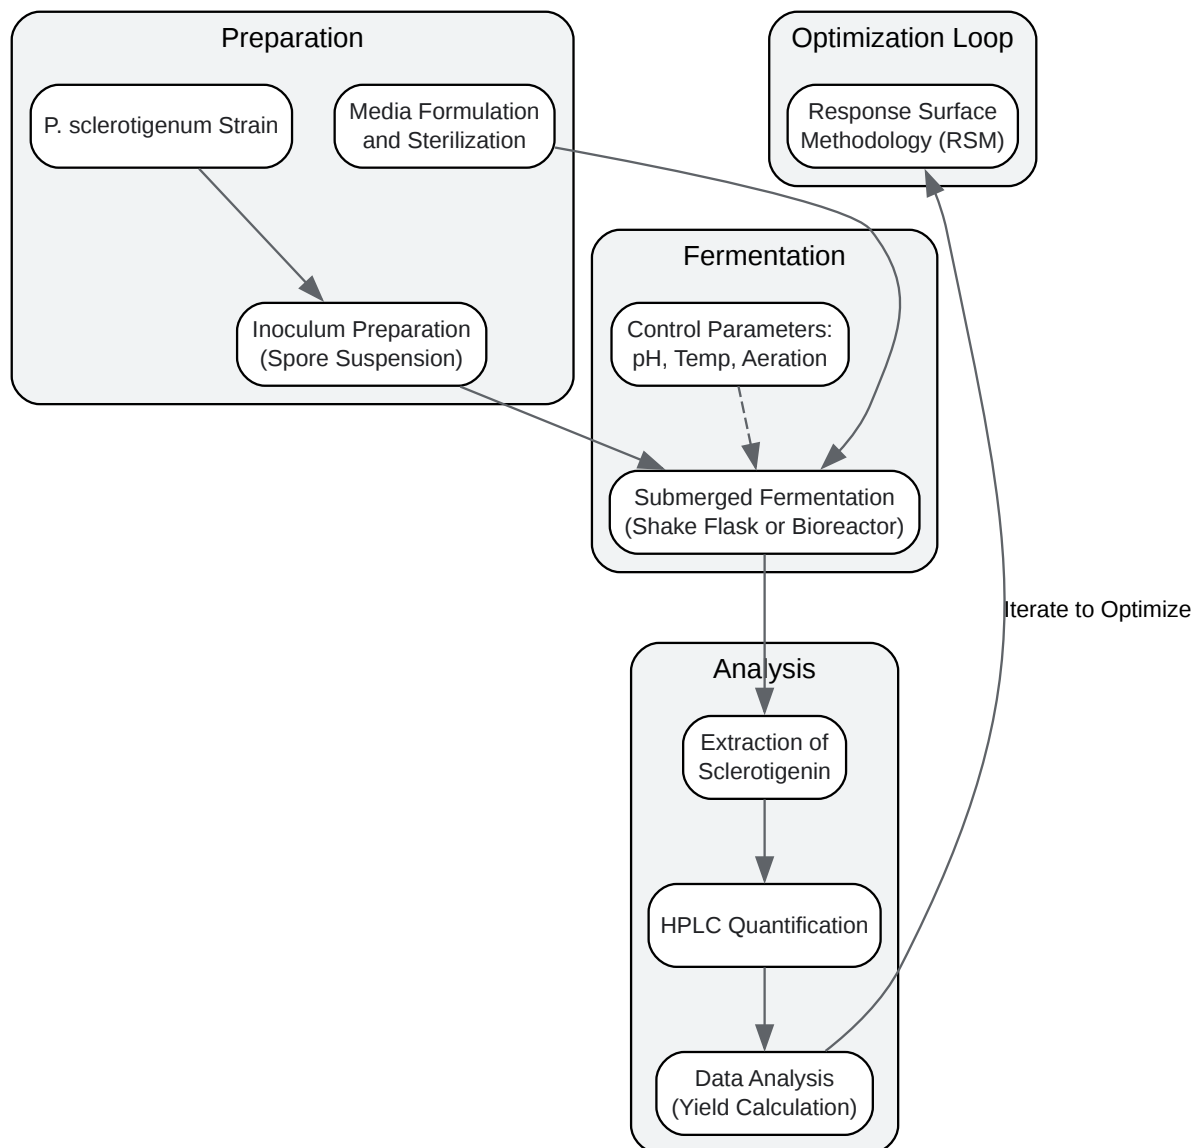 Preparation
P. sclerotigenum Strain
Media Formulation
and Sterilization
Inoculum Preparation
(Spore Suspension)
Optimization Loop
Response Surface
Methodology (RSM)
Fermentation
Control Parameters:
pH, Temp, Aeration
Submerged Fermentation
(Shake Flask or Bioreactor)
Iterate to Optimize
Analysis
Extraction of
Sclerotigenin
HPLC Quantification
Data Analysis
(Yield Calculation)